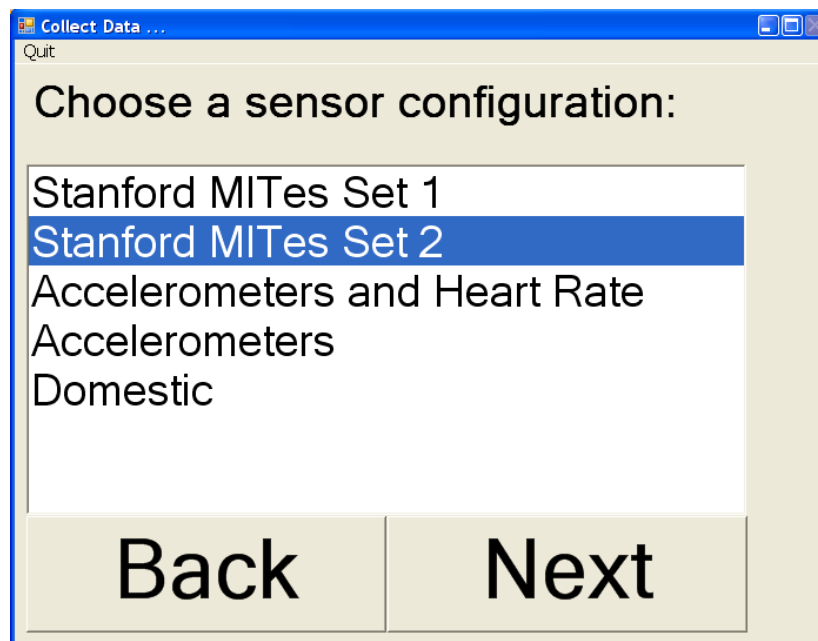 Collect Data ...
Quit
Choose a sensor configuration:
Stanford MITes Set 1
Stanford MITes Set 2
Accelerometers and Heart Rate
Accelerometers
Domestic
Back Next